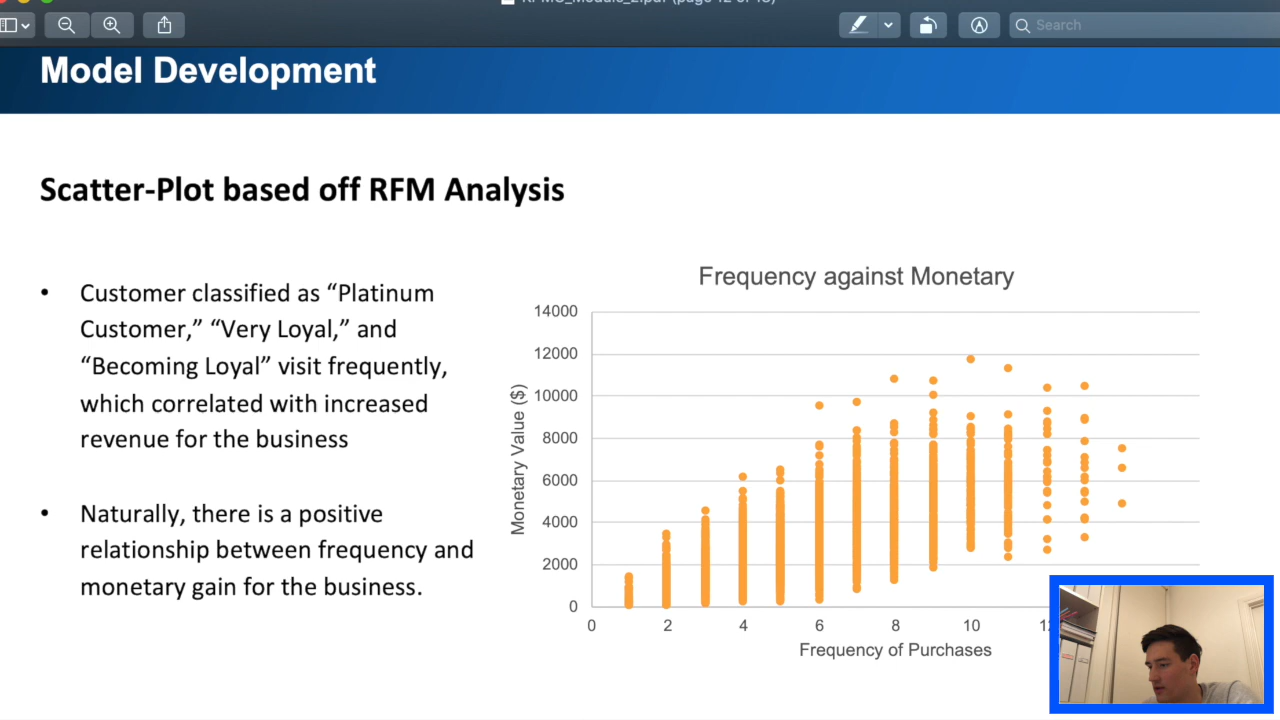 Search
Model Development
Scatter-Plot based off RFM Analysis
• Customer classified as “Platinum
Customer,” “Very Loyal,” and
“Becoming Loyal” visit frequently,
which correlated with increased
revenue for the business
• Naturally, there is a positive
relationship between frequency and
monetary gain for the business.
Frequency against Monetary
Monetary Value ($)
14000
12000
10000
8000
6000
4000
2000
0
0 2 4 6 8 10
Frequency of Purchases